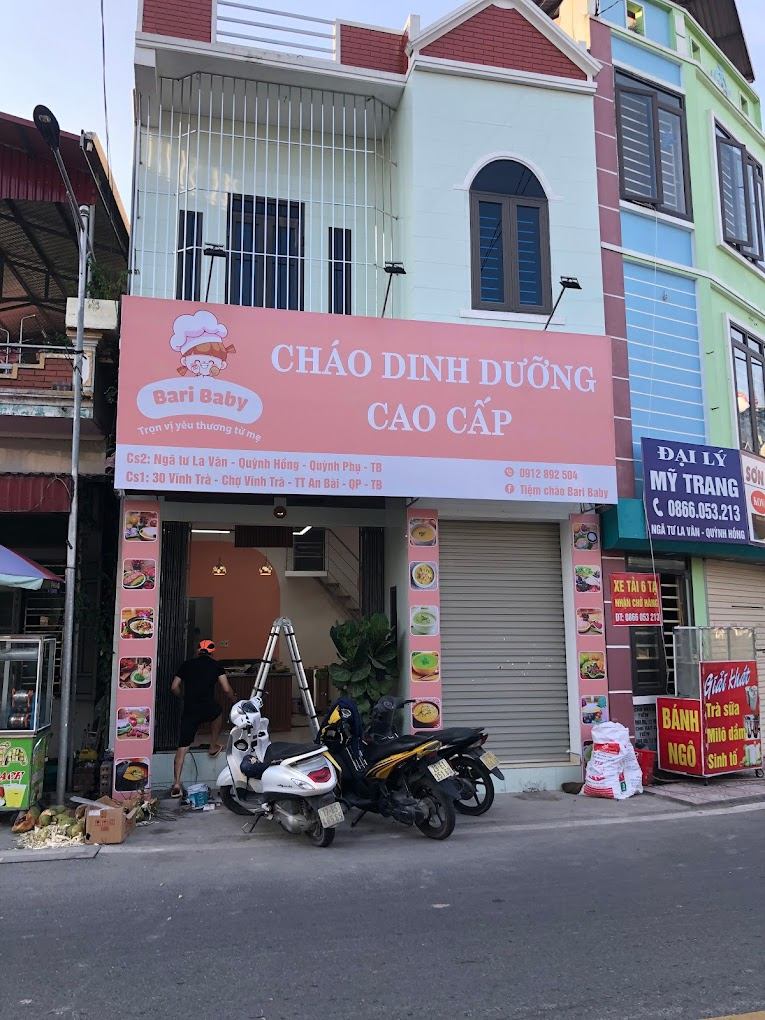 CHÁO DINH DƯỠNG
CAO CẤP
Bari Baby
Trọn vị yêu thương từ mẹ
Cs2: Ngã tư La Vân - Quỳnh Hồng - Quỳnh Phụ - TB
Cs1: 30 Vĩnh Trà - Chợ Vĩnh Trà - TT An Bài - QP - TB
0912 892 504
Tiệm cháo Bari Baby
ĐẠI LÝ
MỸ TRANG
0866.053.213
NGÃ TƯ LA VÂN - QUỲNH HỒNG
SƠN
XE TẢI 6 TẠ
NHẬN CHỞ HÀNG
ĐT: 0866 053 213
BÁNH
NGÔ
Giải khát
Trà sữa
Milô dầm
Sinh tố